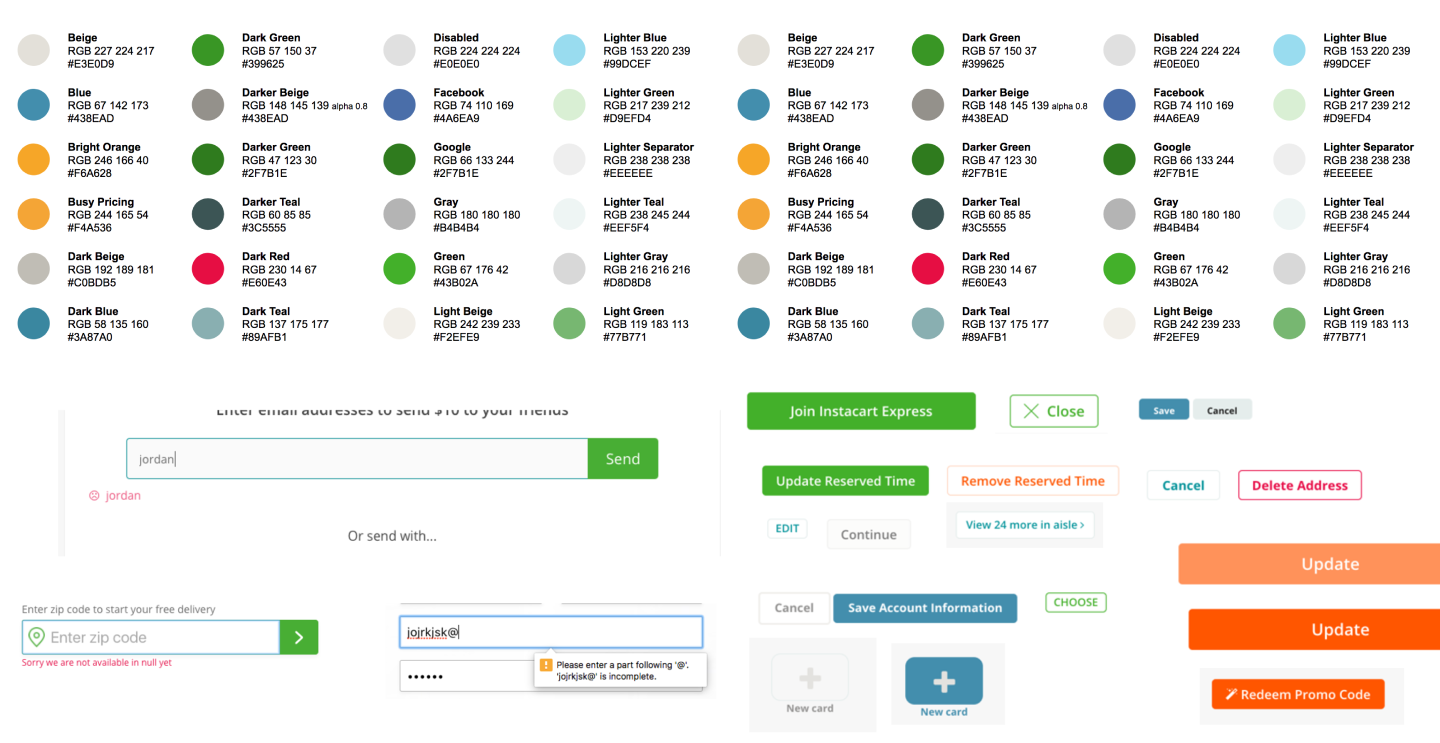 Beige
RGB 227 224 217
#E3E0D9
Dark Green
RGB 57 150 37
#399625
Disabled
RGB 224 224 224
#E0E0E0
Lighter Blue
RGB 153 220 239
#99DCEF
Beige
RGB 227 224 217
#E3E0D9
Dark Green
RGB 57 150 37
#399625
Disabled
RGB 224 224 224
#E0E0E0
Lighter Blue
RGB 153 220 239
#99DCEF
Blue
RGB 67 142 173
#438EAD
Darker Beige
RGB 148 145 139 alpha 0.8
#438EAD
Facebook
RGB 74 110 169
#4A6EA9
Lighter Green
RGB 217 239 212
#D9EFD4
Blue
RGB 67 142 173
#438EAD
Darker Beige
RGB 148 145 139 alpha 0.8
#438EAD
Facebook
RGB 74 110 169
#4A6EA9
Lighter Green
RGB 217 239 212
#D9EFD4
Bright Orange
RGB 246 166 40
#F6A628
Darker Green
RGB 47 123 30
#2F7B1E
Google
RGB 66 133 244
#2F7B1E
Lighter Separator
RGB 238 238 238
#EEEEEE
Bright Orange
RGB 246 166 40
#F6A628
Darker Green
RGB 47 123 30
#2F7B1E
Google
RGB 66 133 244
#2F7B1E
Lighter Separator
RGB 238 238 238
#EEEEEE
Busy Pricing
RGB 244 165 54
#F4A536
Darker Teal
RGB 60 85 85
#3C5555
Gray
RGB 180 180 180
#B4B4B4
Lighter Teal
RGB 238 245 244
#EEF5F4
Busy Pricing
RGB 244 165 54
#F4A536
Darker Teal
RGB 60 85 85
#3C5555
Gray
RGB 180 180 180
#B4B4B4
Lighter Teal
RGB 238 245 244
#EEF5F4
Dark Beige
RGB 192 189 181
#C0BDB5
Dark Red
RGB 230 14 67
#E60E43
Green
RGB 67 176 42
#43B02A
Lighter Gray
RGB 216 216 216
#D8D8D8
Dark Beige
RGB 192 189 181
#C0BDB5
Dark Red
RGB 230 14 67
#E60E43
Green
RGB 67 176 42
#43B02A
Lighter Gray
RGB 216 216 216
#D8D8D8
Dark Blue
RGB 58 135 160
#3A87A0
Dark Teal
RGB 137 175 177
#89AFB1
Light Beige
RGB 242 239 233
#F2EFE9
Light Green
RGB 119 183 113
#77B771
Dark Blue
RGB 58 135 160
#3A87A0
Dark Teal
RGB 137 175 177
#89AFB1
Light Beige
RGB 242 239 233
#F2EFE9
Light Green
RGB 119 183 113
#77B771
Enter email addresses to send $10 to your friends
jordan
Send
jordan
Or send with...
Enter zip code to start your free delivery
Enter zip code
Sorry we are not available in null yet
jojrkjsk@
Please enter a part following '@'.
'jojrkjsk@' is incomplete.
Join Instacart Express
Close
Save
Cancel
Update Reserved Time
Remove Reserved Time
Cancel
Delete Address
EDIT
Continue
View 24 more in aisle >
Update
Cancel
Save Account Information
CHOOSE
Update
New card
New card
Redeem Promo Code